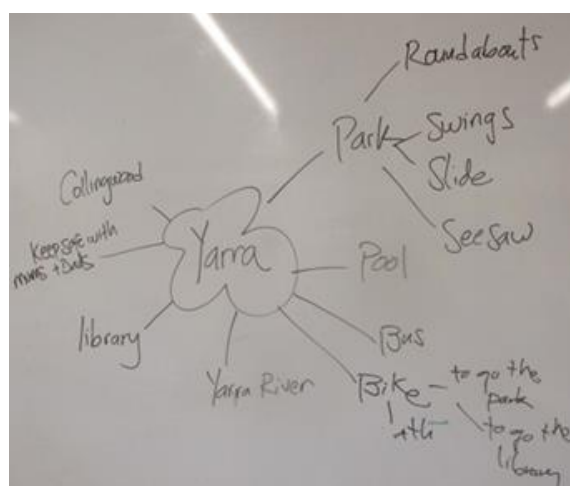 Roundabouts
Park
Swings
Slide
Seesaw
Collingwood
Keep safe with
mums + Dads
Yarra
Pool
library
Bus
Yarra River
Bike
to go the
park
to go the
library